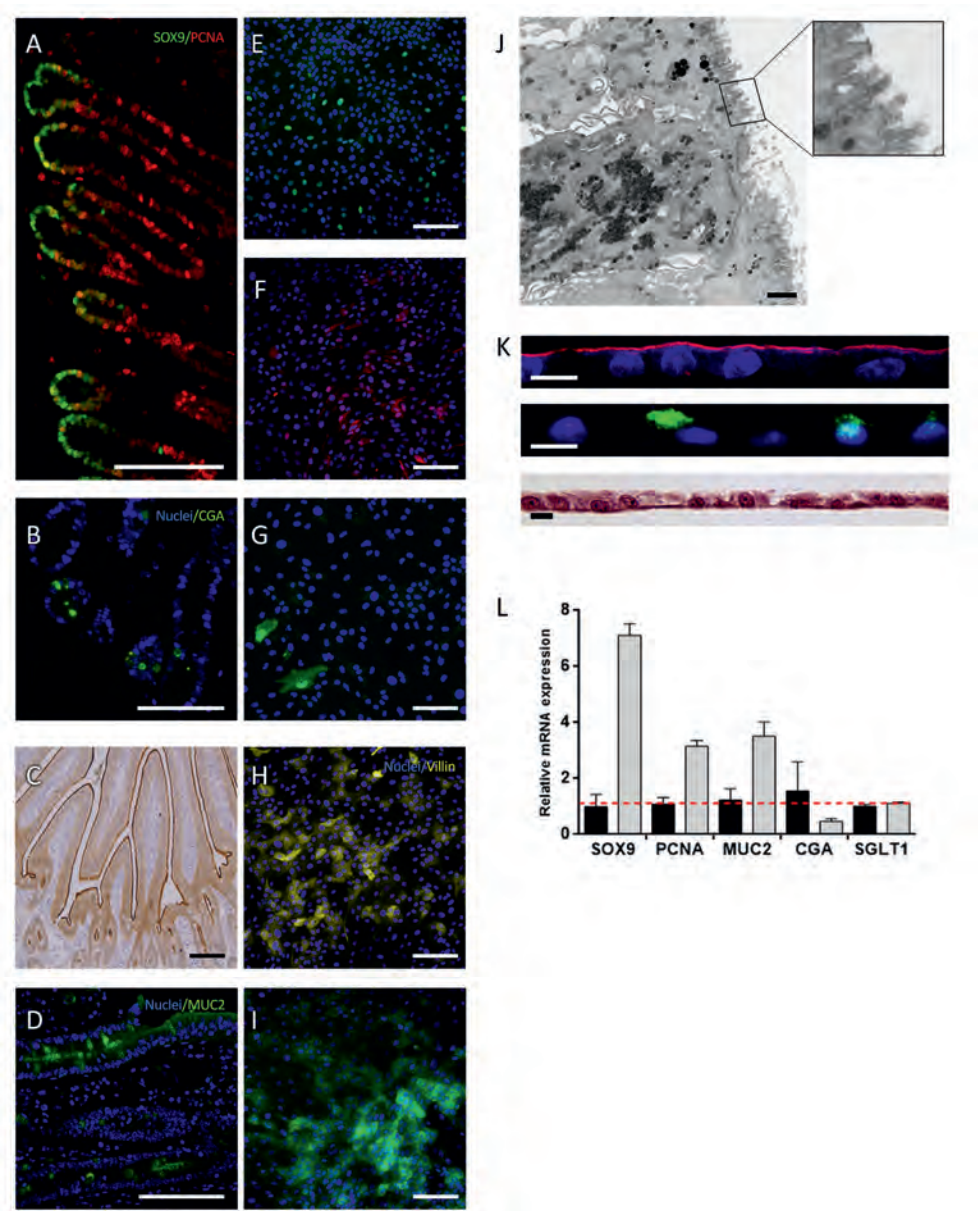 A
SOX9/PCNA
E
F
B
Nuclei/CGA
G
C
H
Nuclei/Villin
D
Nuclei/MUC2
I
J
K
L
Relative mRNA expression
8
6
4
2
0
SOX9 PCNA MUC2 CGA SGLT1